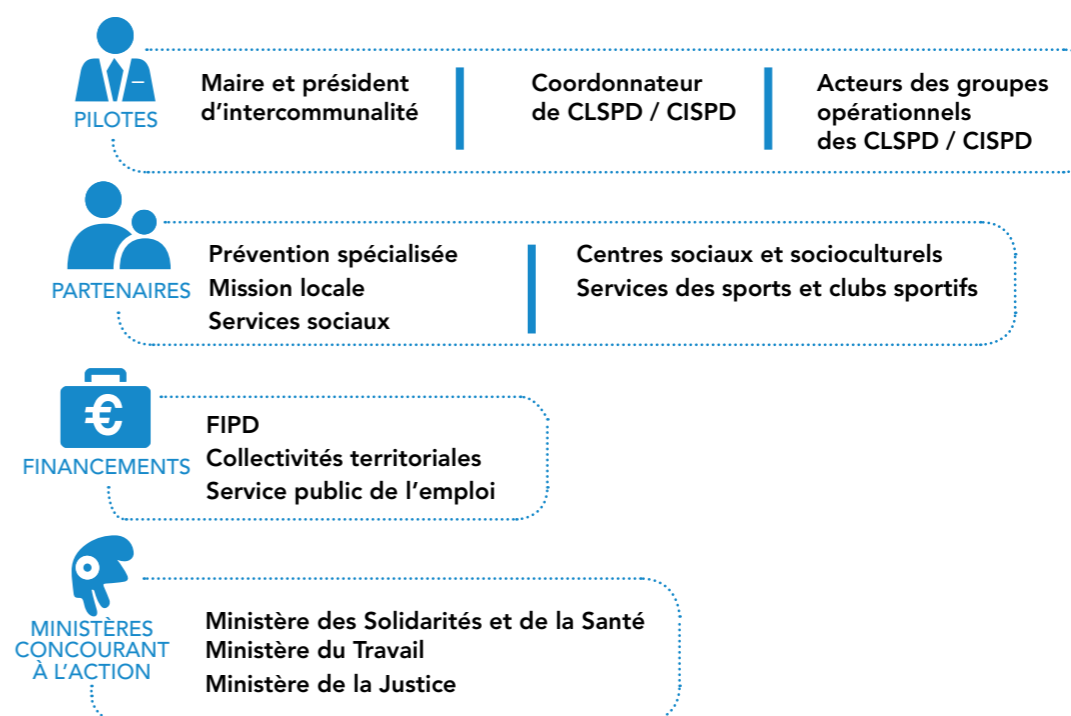 PILOTES
Maire et président
d'intercommunalité
Coordonnateur
de CLSPD / CISPD
Acteurs des groupes
opérationnels
des CLSPD / CISPD
PARTENAIRES
Prévention spécialisée
Mission locale
Services sociaux
Centres sociaux et socioculturels
Services des sports et clubs sportifs
€
FINANCEMENTS
FIPD
Collectivités territoriales
Service public de l'emploi
MINISTÈRES
CONCOURANT
À L'ACTION
Ministère des Solidarités et de la Santé
Ministère du Travail
Ministère de la Justice